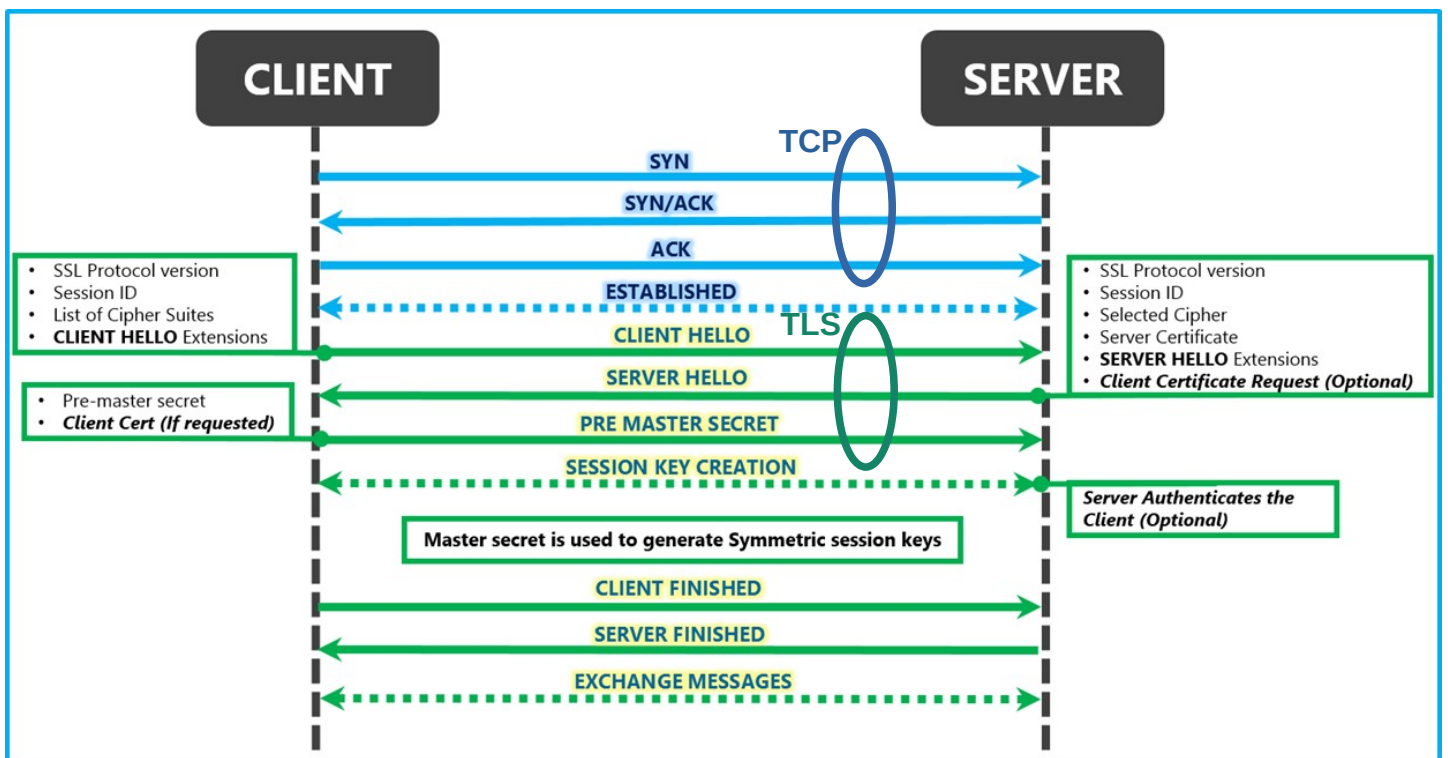 CLIENT
SERVER
TCP
SYN
SYN/ACK
ACK
• SSL Protocol version
• Session ID
• List of Cipher Suites
• CLIENT HELLO Extensions
• SSL Protocol version
• Session ID
• Selected Cipher
• Server Certificate
• SERVER HELLO Extensions
• Client Certificate Request (Optional)
ESTABLISHED
TLS
CLIENT HELLO
SERVER HELLO
• Pre-master secret
• Client Cert (If requested)
PRE MASTER SECRET
SESSION KEY CREATION
Server Authenticates the
Client (Optional)
Master secret is used to generate Symmetric session keys
CLIENT FINISHED
SERVER FINISHED
EXCHANGE MESSAGES